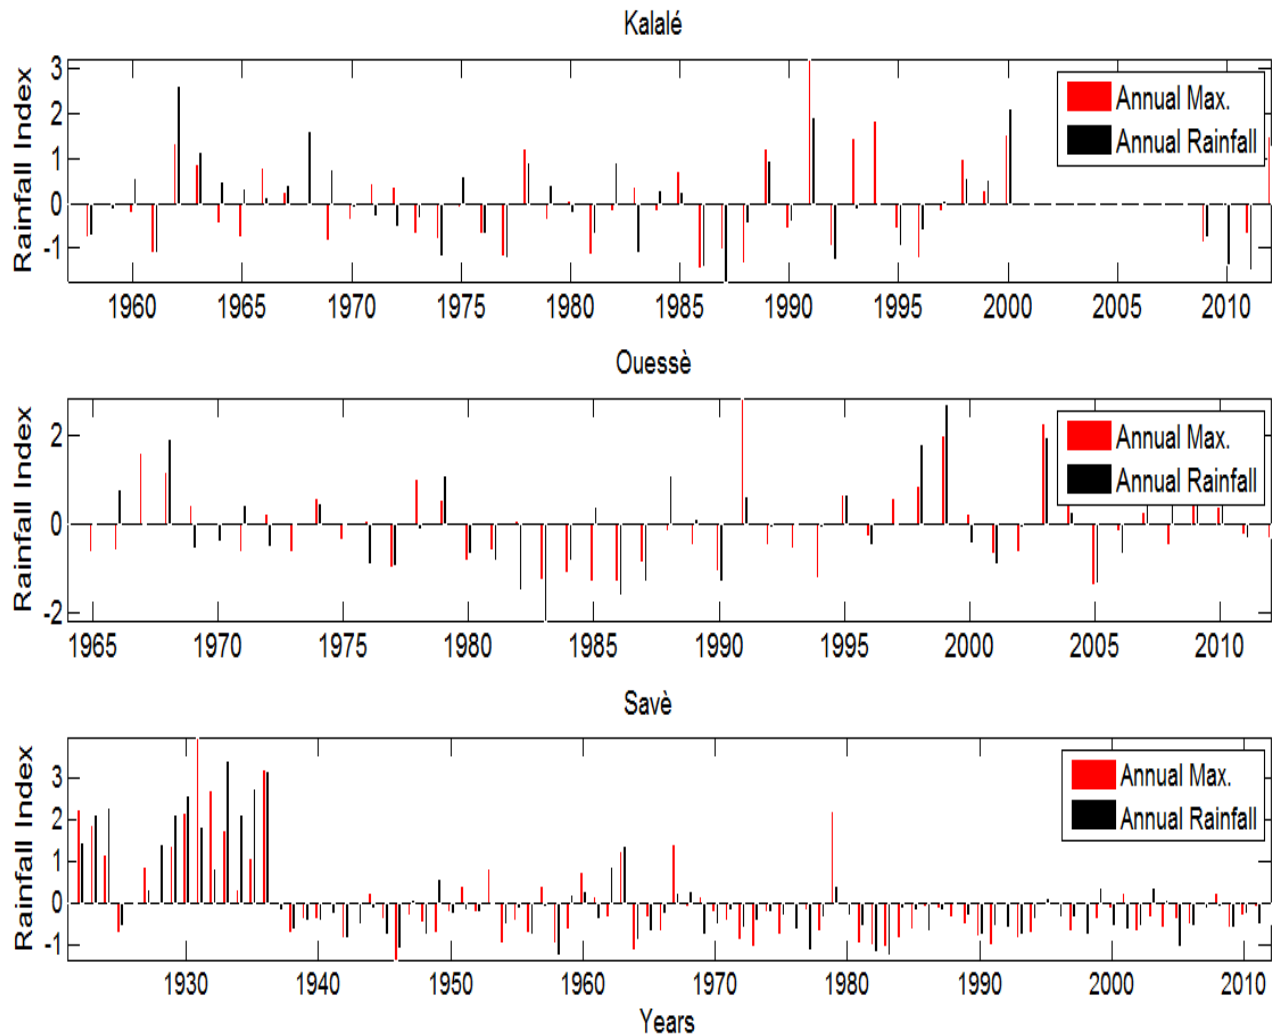 Kalalé
Rainfall Index
3
2
1
0
-1
Annual Max.
Annual Rainfall
1960 1965 1970 1975 1980 1985 1990 1995 2000 2005 2010
Ouessè
Rainfall Index
2
0
-2
Annual Max.
Annual Rainfall
1965 1970 1975 1980 1985 1990 1995 2000 2005 2010
Savè
Rainfall Index
3
2
1
0
-1
Annual Max.
Annual Rainfall
1930 1940 1950 1960 1970 1980 1990 2000 2010
Years